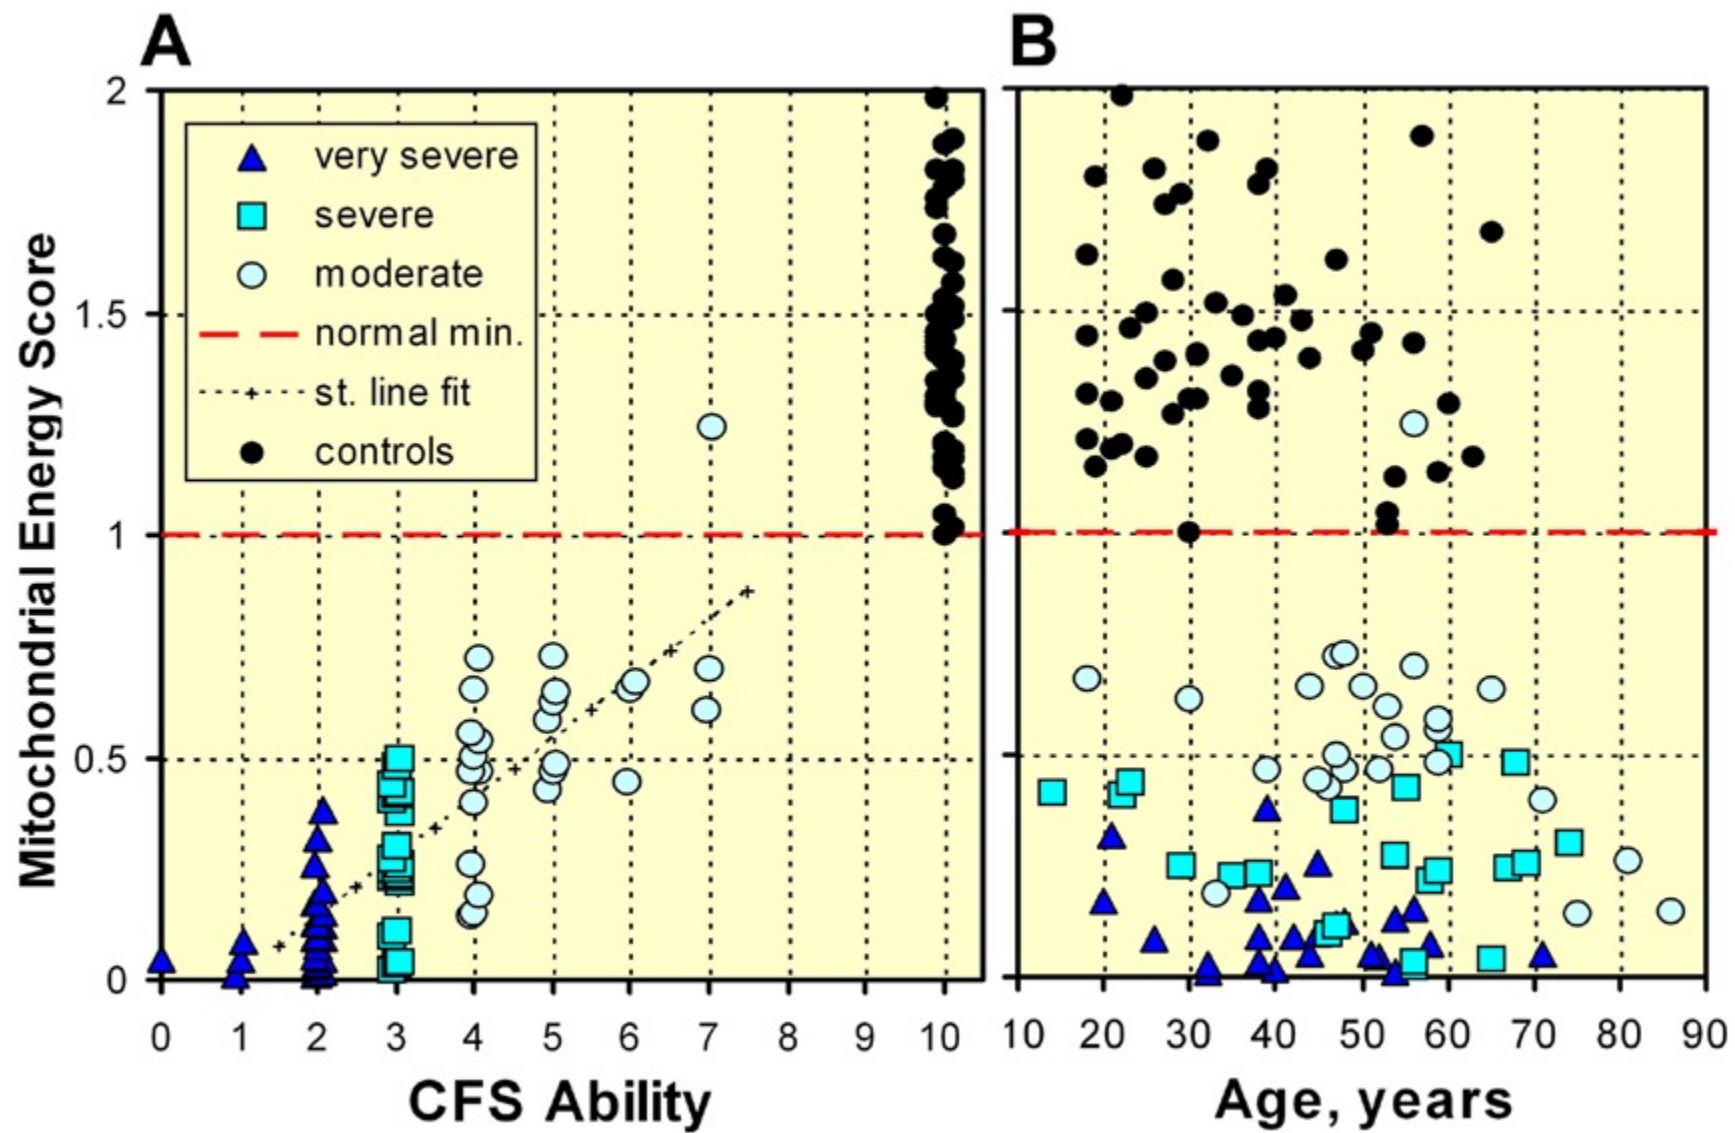 A
B
Mitochondrial Energy Score
2
1.5
1
0.5
0
very severe
severe
moderate
normal min.
st. line fit
controls
0 1 2 3 4 5 6 7 8 9 10
10 20 30 40 50 60 70 80 90
CFS Ability
Age, years